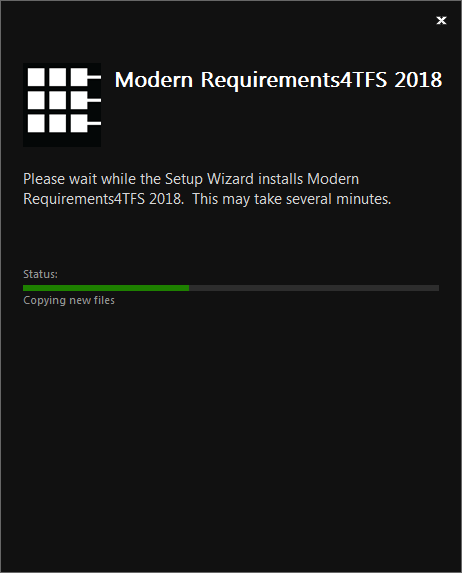 Modern Requirements4TFS 2018
Please wait while the Setup Wizard installs Modern
Requirements4TFS 2018.  This may take several minutes.
Status:
Copying new files